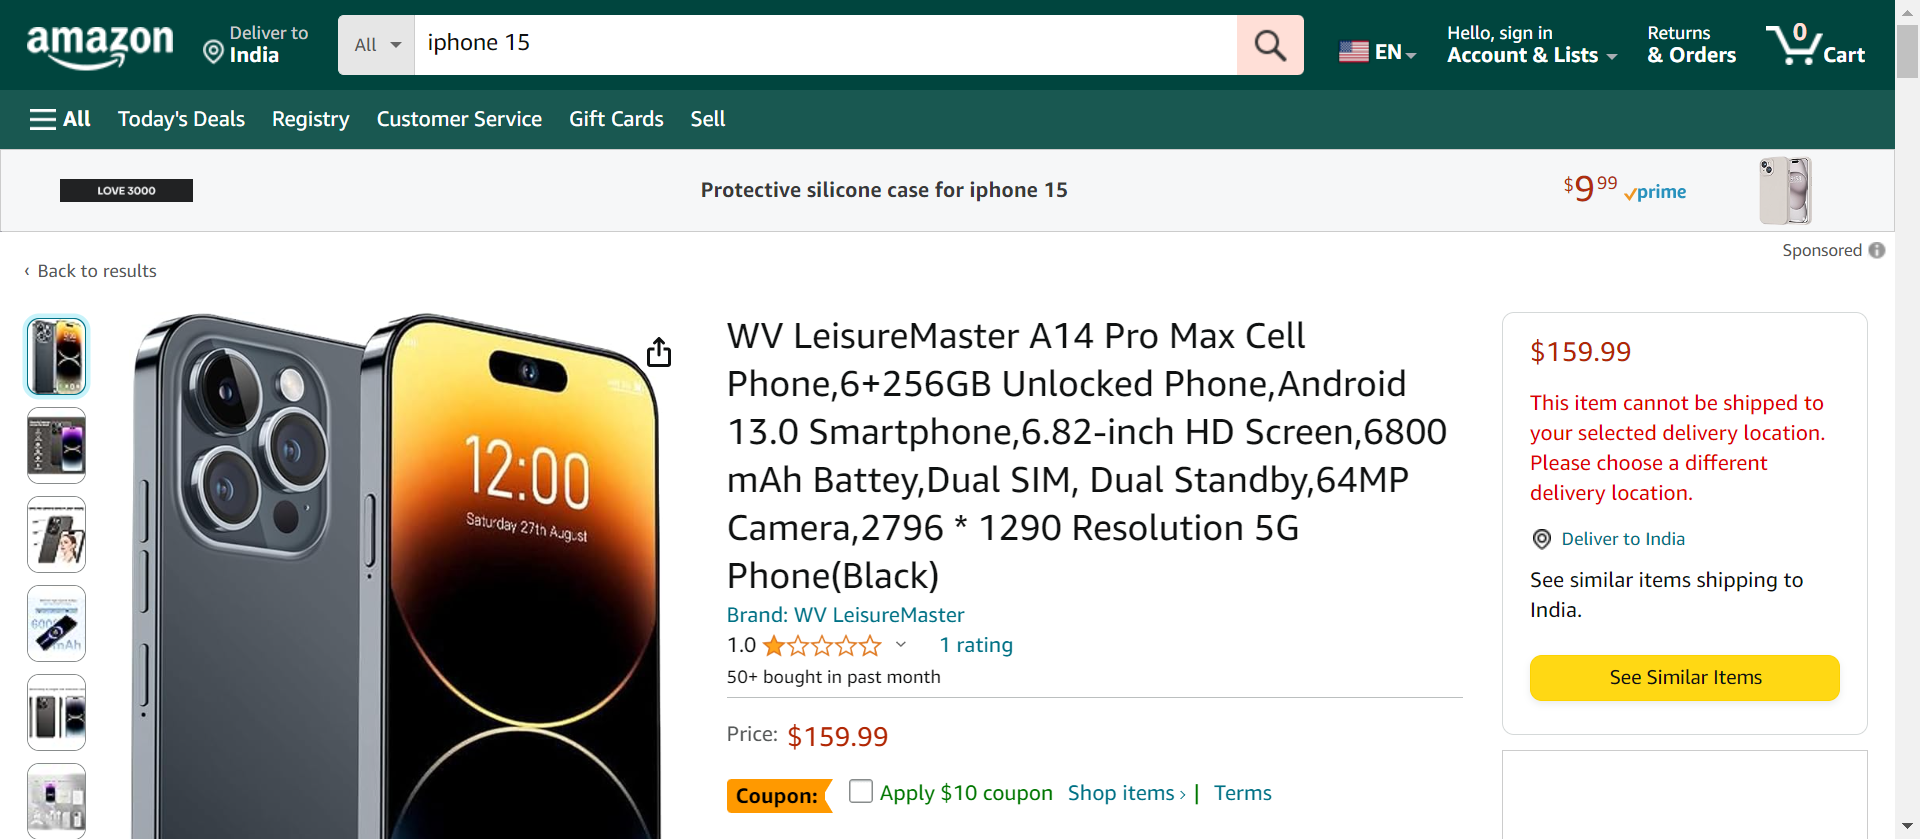 amazon
Deliver to
India
All
iphone 15
EN
Hello, sign in
Account & Lists
Returns
& Orders
0
Cart
All
Today's Deals
Registry
Customer Service
Gift Cards
Sell
LOVE 3000
Protective silicone case for iphone 15
$9.99 prime
Sponsored
‹ Back to results
12:00
Saturday 27th August
WV LeisureMaster A14 Pro Max Cell
Phone,6+256GB Unlocked Phone,Android
13.0 Smartphone,6.82-inch HD Screen,6800
mAh Battey,Dual SIM, Dual Standby,64MP
Camera,2796 * 1290 Resolution 5G
Phone(Black)
Brand: WV LeisureMaster
1.0
1 rating
50+ bought in past month
Price: $159.99
Coupon:
Apply $10 coupon Shop items › | Terms
$159.99
This item cannot be shipped to
your selected delivery location.
Please choose a different
delivery location.
Deliver to India
See similar items shipping to
India.
See Similar Items